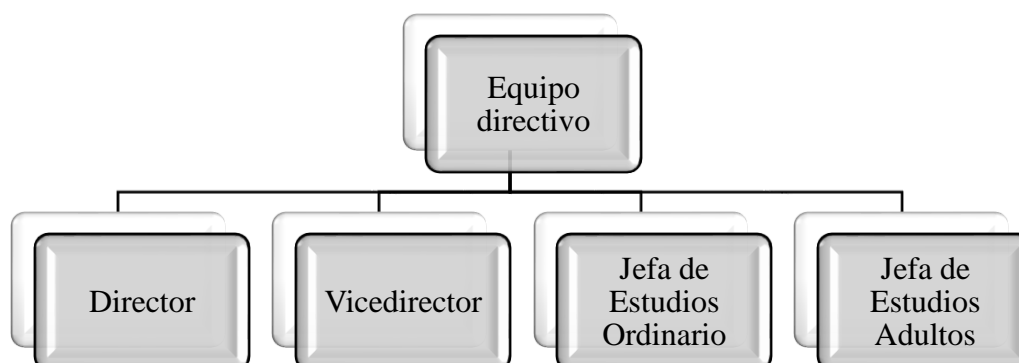 Equipo
directivo
Director
Vicedirector
Jefa de
Estudios
Ordinario
Jefa de
Estudios
Adultos